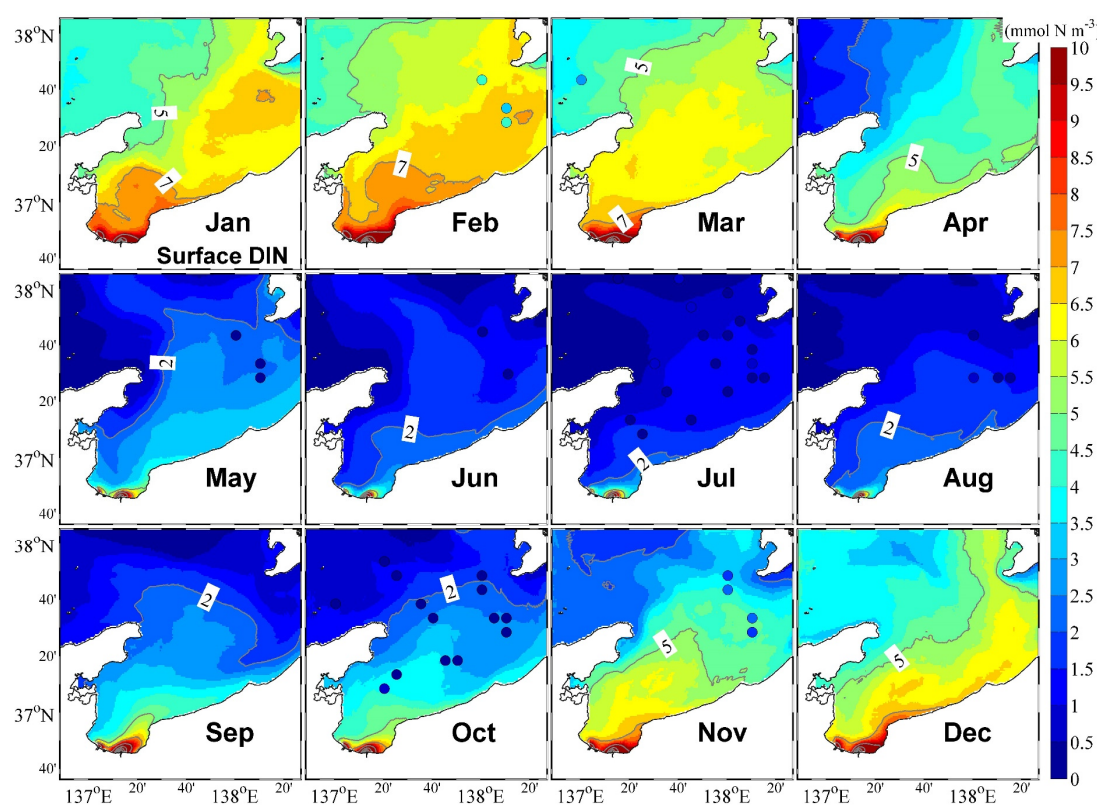 (mmol N m⁻³)
38°N
40'
20'
37°N
40'
5
7
Jan
Surface DIN
7
Feb
5
7
Mar
5
Apr
10
9.5
9
8.5
8
7.5
7
6.5
6
5.5
5
4.5
4
3.5
3
2.5
2
1.5
1
0.5
0
38°N
40'
20'
37°N
40'
2
May
2
Jun
2
Jul
2
Aug
38°N
40'
20'
37°N
40'
2
Sep
2
Oct
5
Nov
5
Dec
137°E 20' 40' 138°E 20'
137°E 20' 40' 138°E 20'
137°E 20' 40' 138°E 20'
137°E 20' 40' 138°E 20'